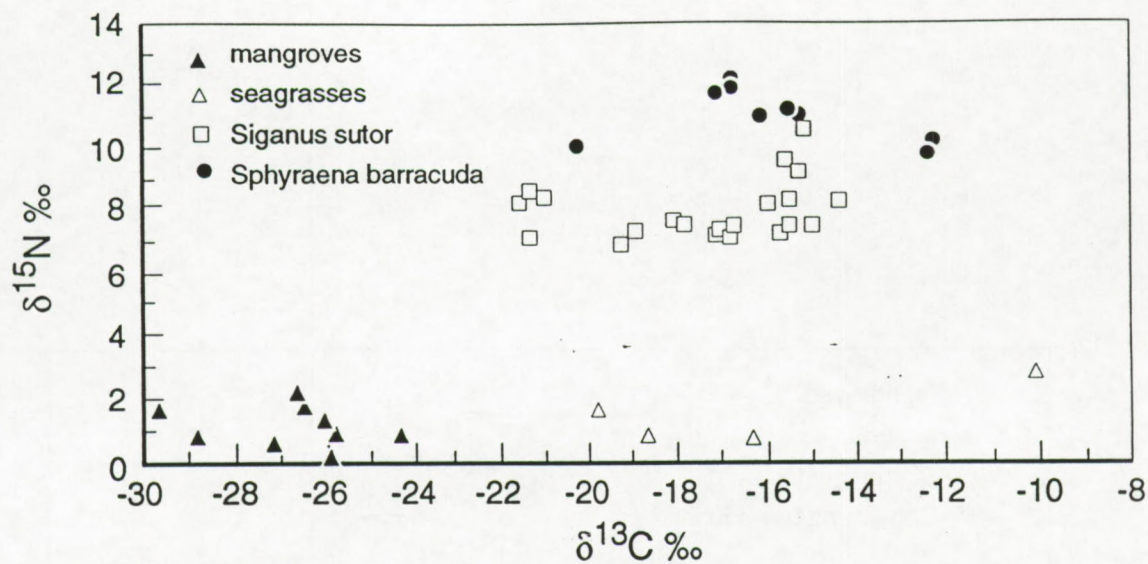 14
12
10
8
6
4
2
0
δ15N ‰
mangroves
seagrasses
Siganus sutor
Sphyraena barracuda
-30 -28 -26 -24 -22 -20 -18 -16 -14 -12 -10 -8
δ13C ‰